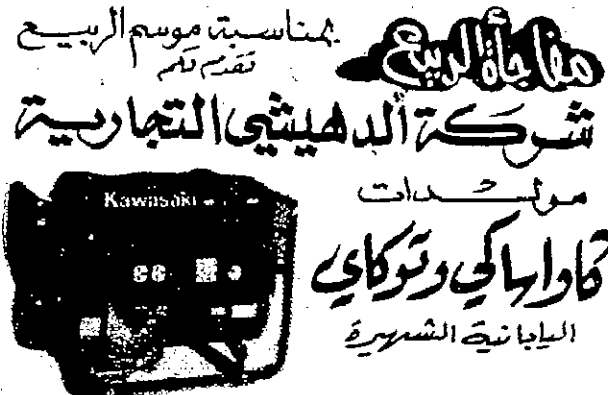 مفاجأة الربيع
بمناسبة موسم الربيع
تقدم لكم
شركة الدهيشي التجارية
مولدات
كاواساكي وتوكاي
اليابانية الشهيرة
Kawasaki